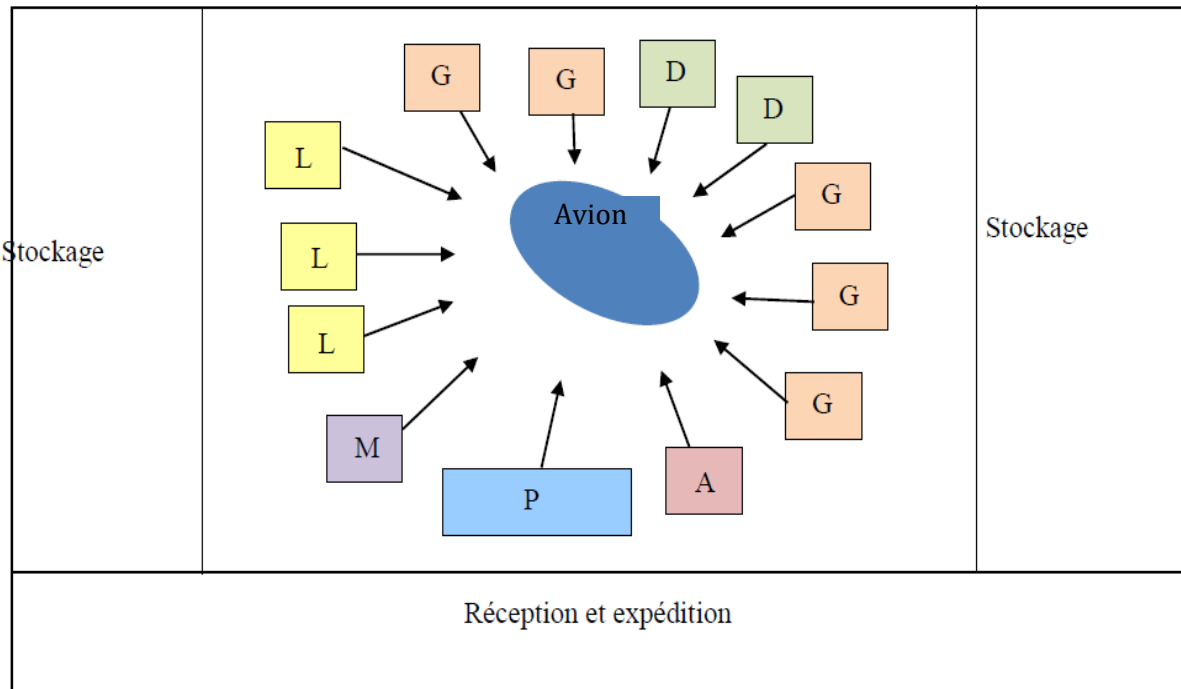 G
G
D
D
L
G
Avion
Stockage
Stockage
L
G
L
G
M
P
A
Réception et expédition